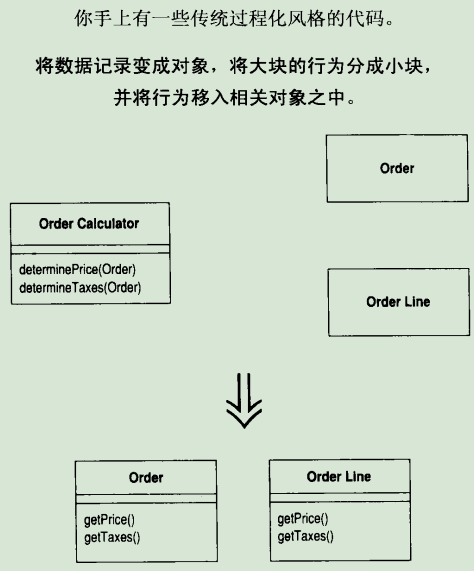 你手上有一些传统过程化风格的代码。
将数据记录变成对象，将大块的行为分成小块，
并将行为移入相关对象之中。
Order
Order Calculator
determinePrice(Order)
determineTaxes(Order)
Order Line
Order
getPrice()
getTaxes()
Order Line
getPrice()
getTaxes()